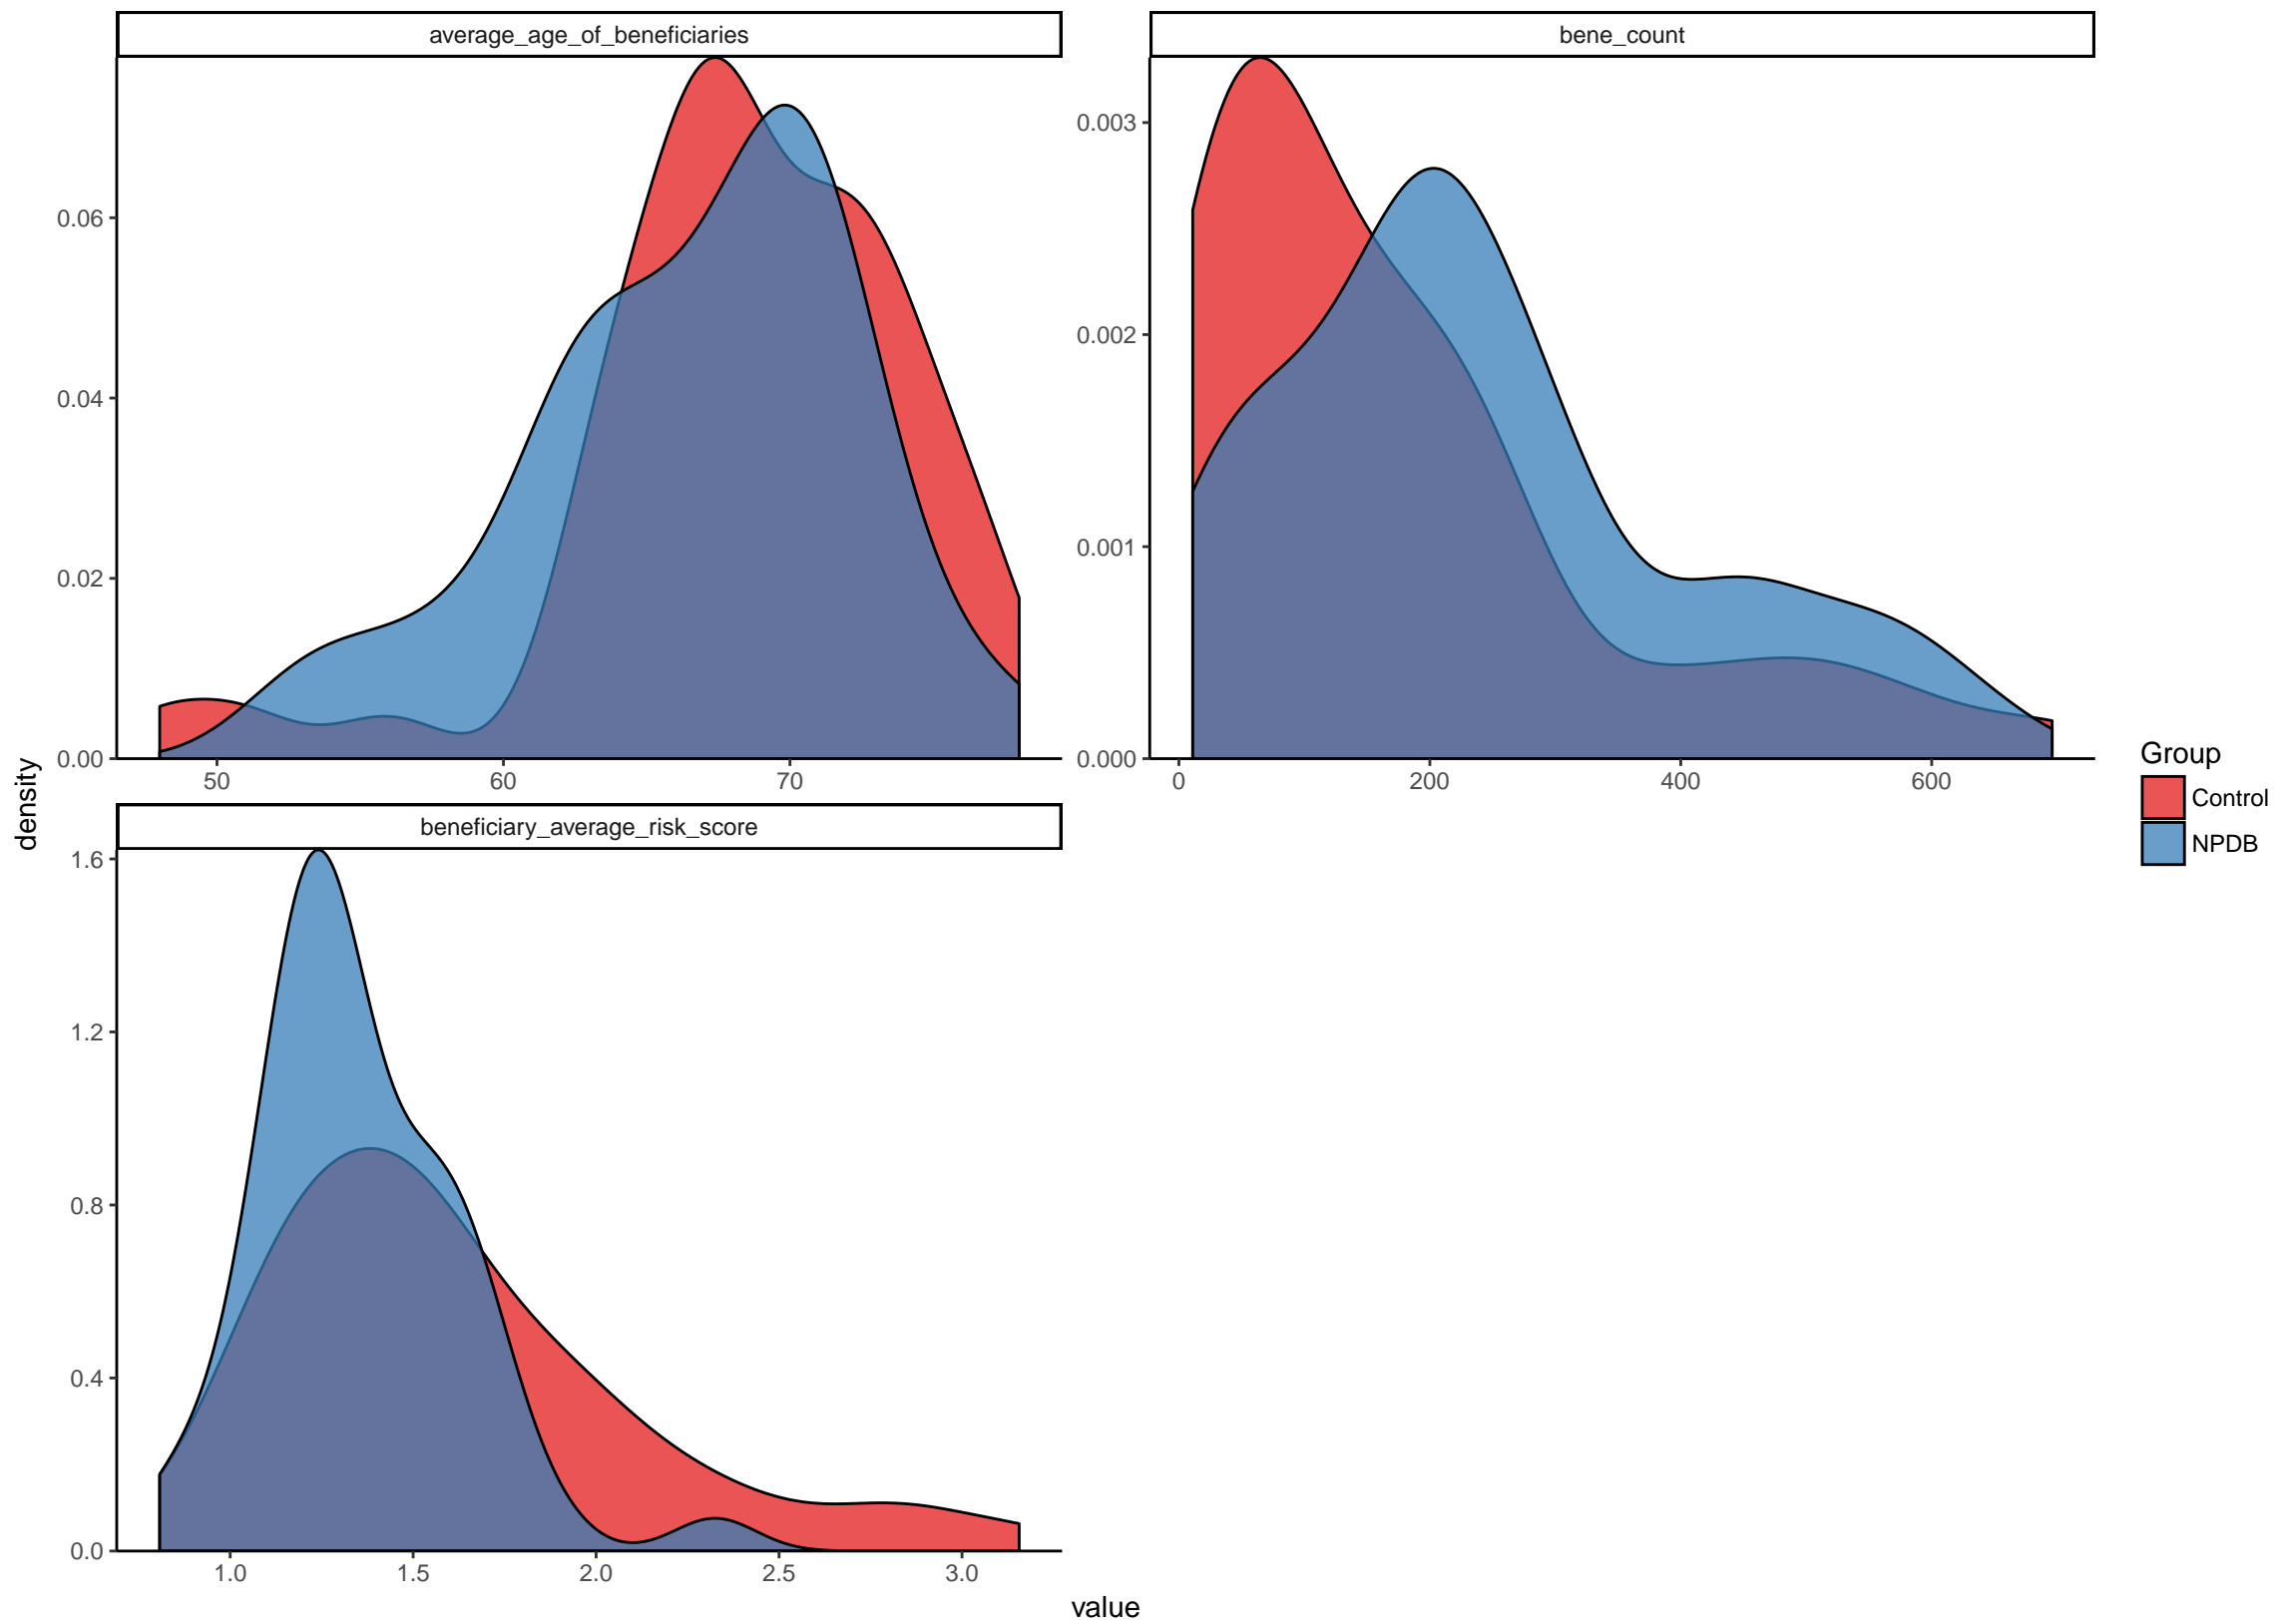 average_age_of_beneficiaries
bene_count
0.06
0.04
0.02
0.00
50 60 70
0.003
0.002
0.001
0.000
0 200 400 600
density
beneficiary_average_risk_score
1.6
1.2
0.8
0.4
0.0
1.0 1.5 2.0 2.5 3.0
value
Group
Control
NPDB